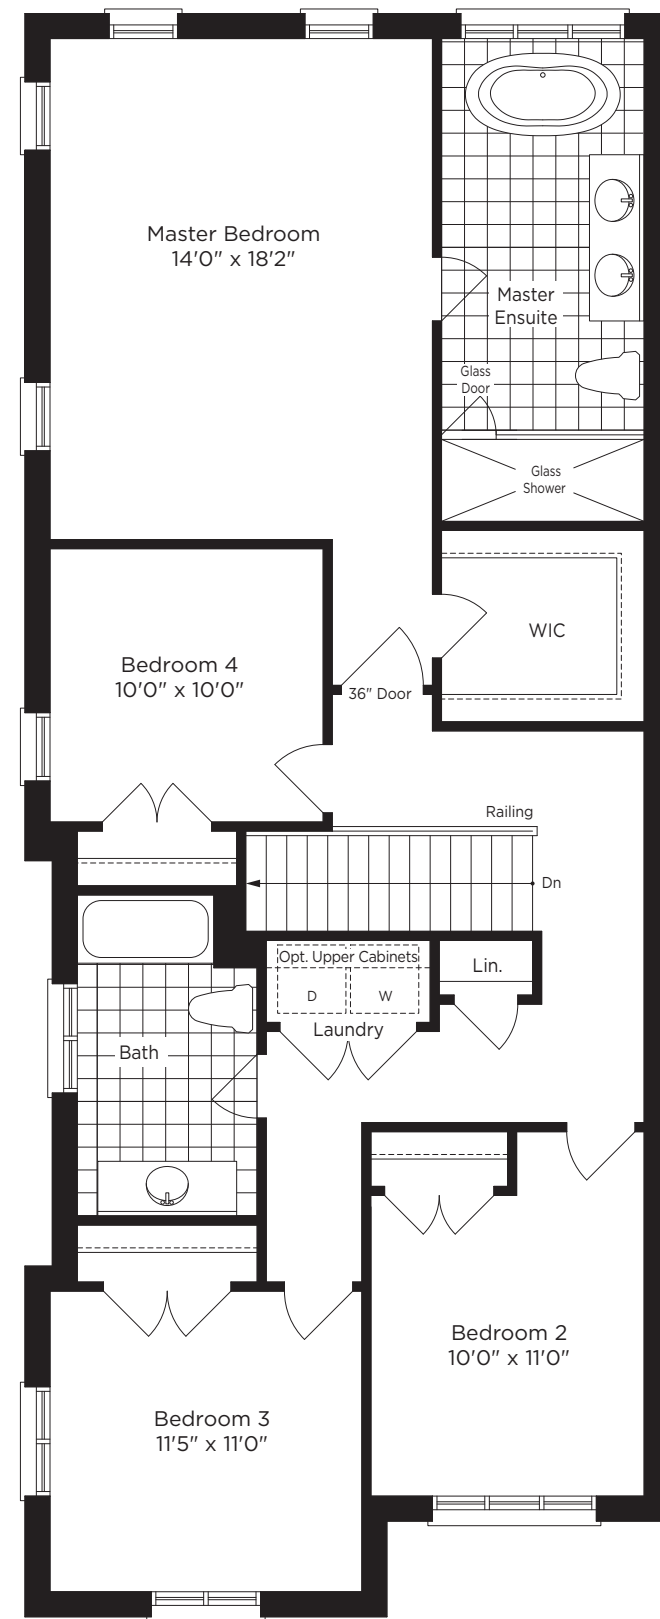 Master Bedroom
14'0" x 18'2"
Master
Ensuite
Glass
Door
Glass
Shower
WIC
Bedroom 4
10'0" x 10'0"
36" Door
Railing
Dn
Opt. Upper Cabinets
D
W
Laundry
Lin.
Bath
Bedroom 2
10'0" x 11'0"
Bedroom 3
11'5" x 11'0"